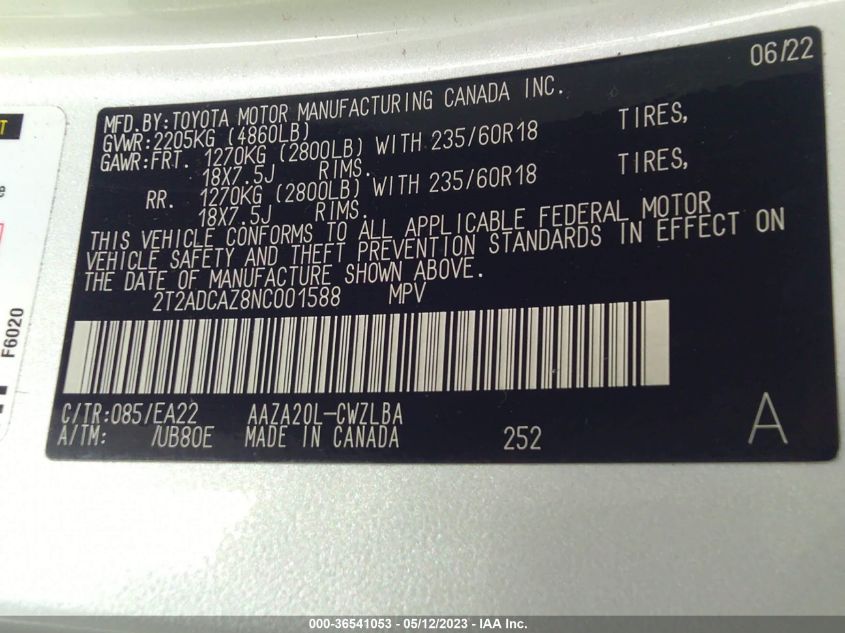 06/22
MFD.BY:TOYOTA MOTOR MANUFACTURING CANADA INC.
GVWR:2205KG (4860LB)
GAWR:FRT. 1270KG (2800LB) WITH 235/60R18 TIRES,
18X7.5J RIMS.
RR. 1270KG (2800LB) WITH 235/60R18 TIRES,
18X7.5J RIMS.
THIS VEHICLE CONFORMS TO ALL APPLICABLE FEDERAL MOTOR
VEHICLE SAFETY AND THEFT PREVENTION STANDARDS IN EFFECT ON
THE DATE OF MANUFACTURE SHOWN ABOVE.
2T2ADCAZ8NC001588 MPV
C/TR:085/EA22 AAZA20L-CWZLBA
A/TM: /UB80E MADE IN CANADA 252
A
F6020
000-36541053 / 05/12/2023 - IAA Inc.